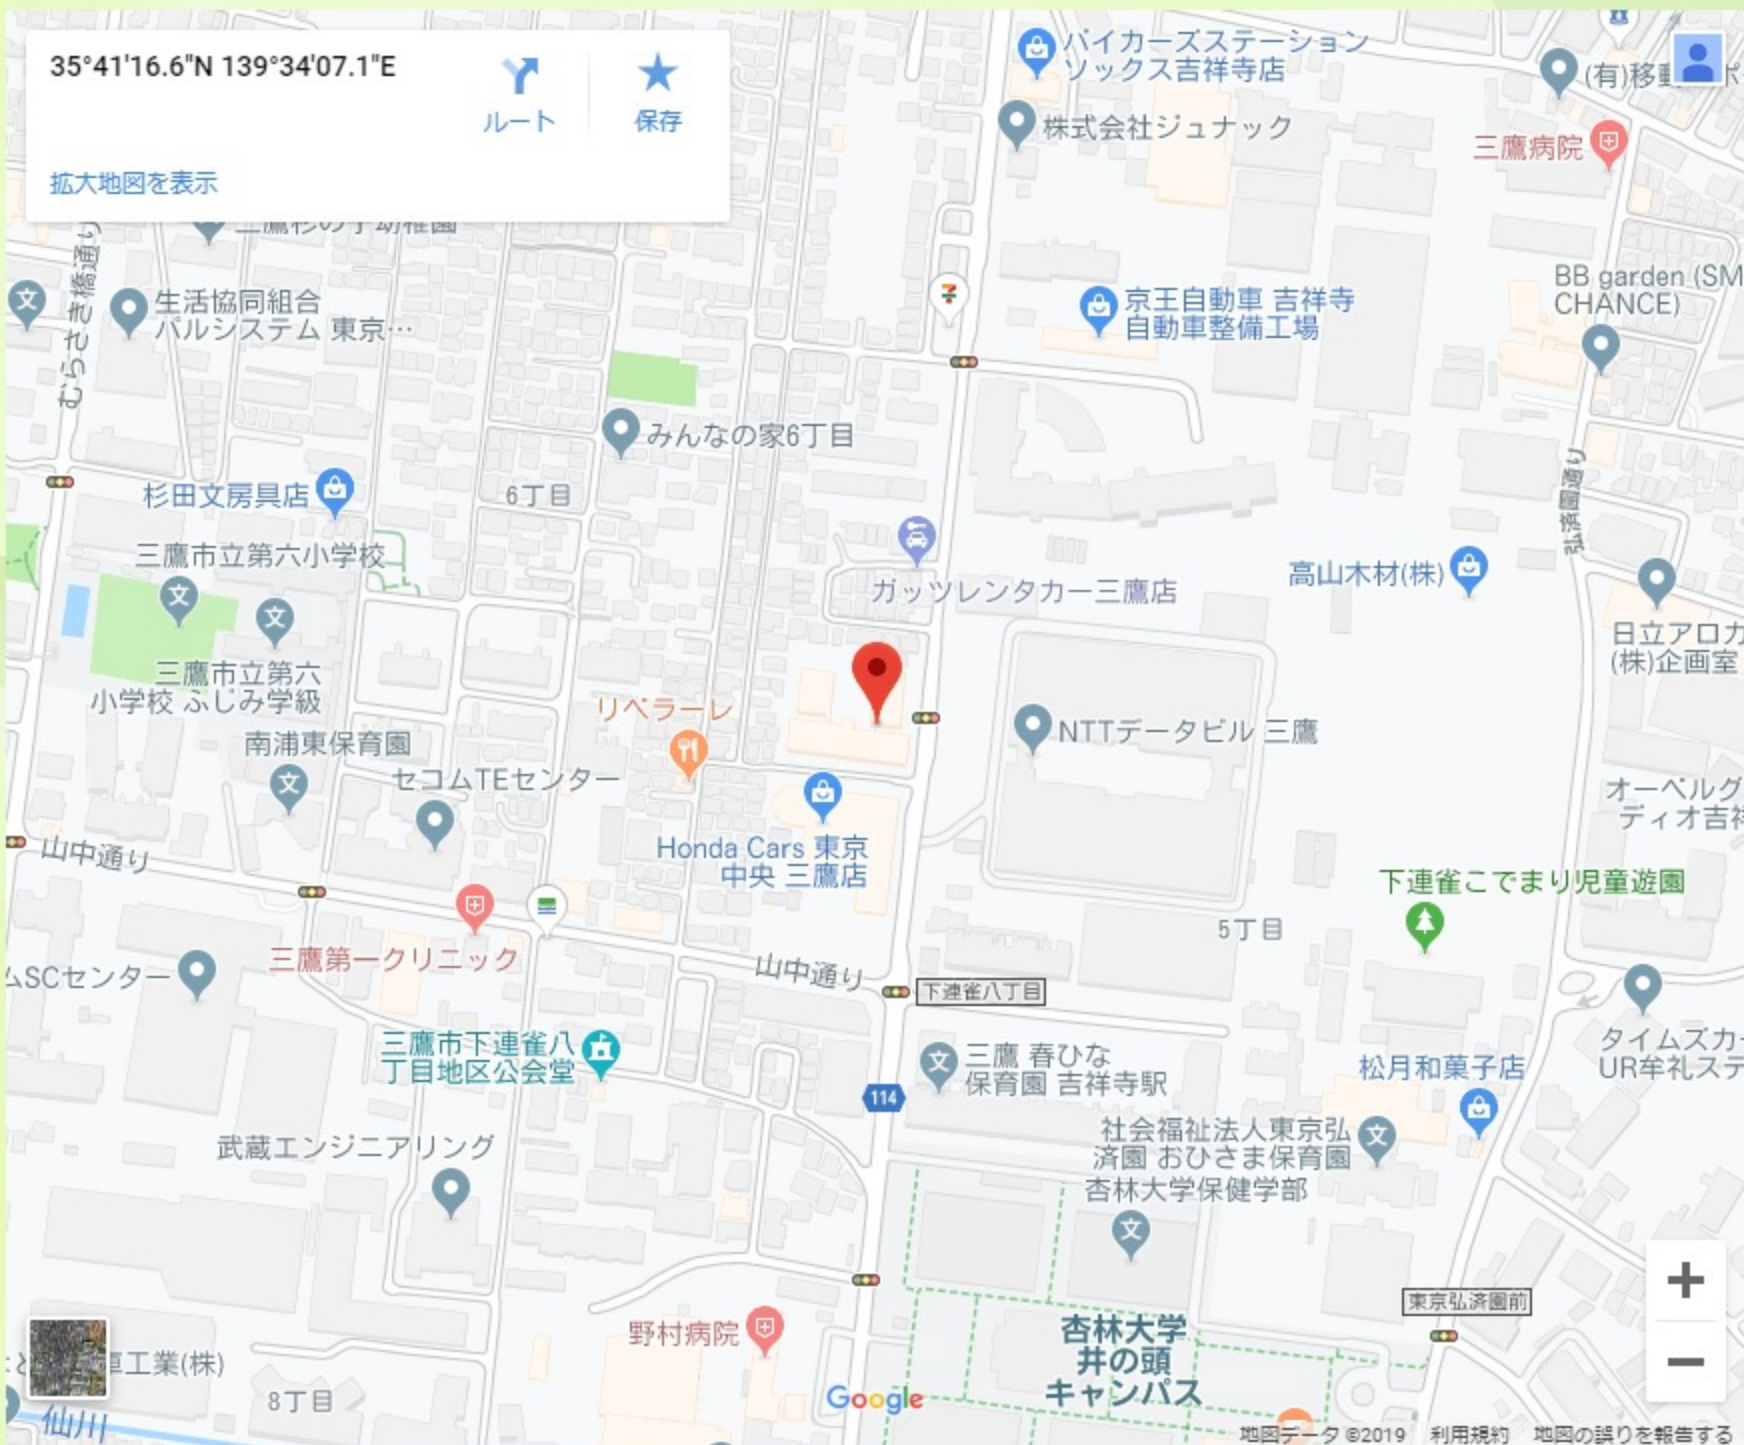 35°41'16.6"N 139°34'07.1"E
ルート
保存
拡大地図を表示
バイカーズステーション
ソックス吉祥寺店
株式会社ジュナック
(有)移動
三鷹病院
三鷹杉の子幼稚園
むらさき橋通り
生活協同組合
パルシステム 東京…
京王自動車 吉祥寺
自動車整備工場
BB garden (SM
CHANCE)
みんなの家6丁目
弘済園通り
杉田文房具店
6丁目
三鷹市立第六小学校
ガッツレンタカー三鷹店
高山木材(株)
日立アロカ
(株)企画室
三鷹市立第六
小学校 ふじみ学級
リベラーレ
NTTデータビル 三鷹
南浦東保育園
セコムTEセンター
オーベルグ
ディオ吉祥
山中通り
Honda Cars 東京
中央 三鷹店
下連雀こでまり児童遊園
5丁目
三鷹第一クリニック
山中通り
ムSCセンター
下連雀八丁目
三鷹市下連雀八
丁目地区公会堂
三鷹 春ひな
保育園 吉祥寺駅
タイムズカー
UR牟礼ステ
松月和菓子店
114
社会福祉法人東京弘
済園 おひさま保育園
武蔵エンジニアリング
杏林大学保健学部
東京弘済園前
野村病院
杏林大学
井の頭
キャンパス
車工業(株)
8丁目
仙川
Google
地図データ ©2019 利用規約 地図の誤りを報告する